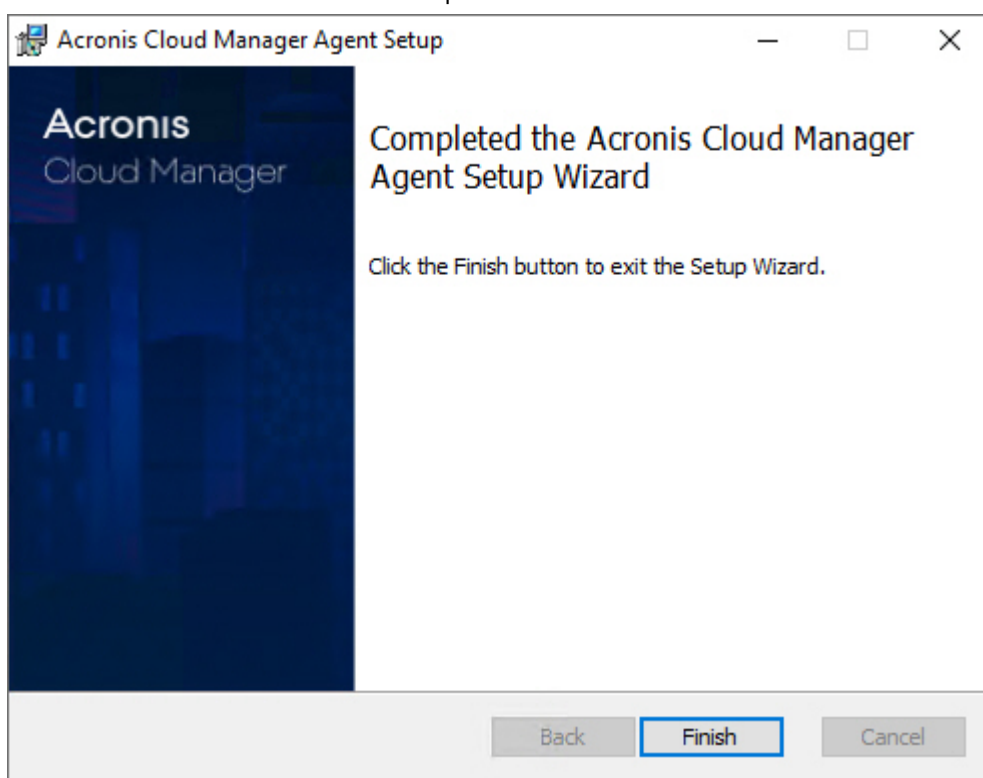 Acronis Cloud Manager Agent Setup
Acronis
Cloud Manager
Completed the Acronis Cloud Manager
Agent Setup Wizard
Click the Finish button to exit the Setup Wizard.
Back Finish Cancel